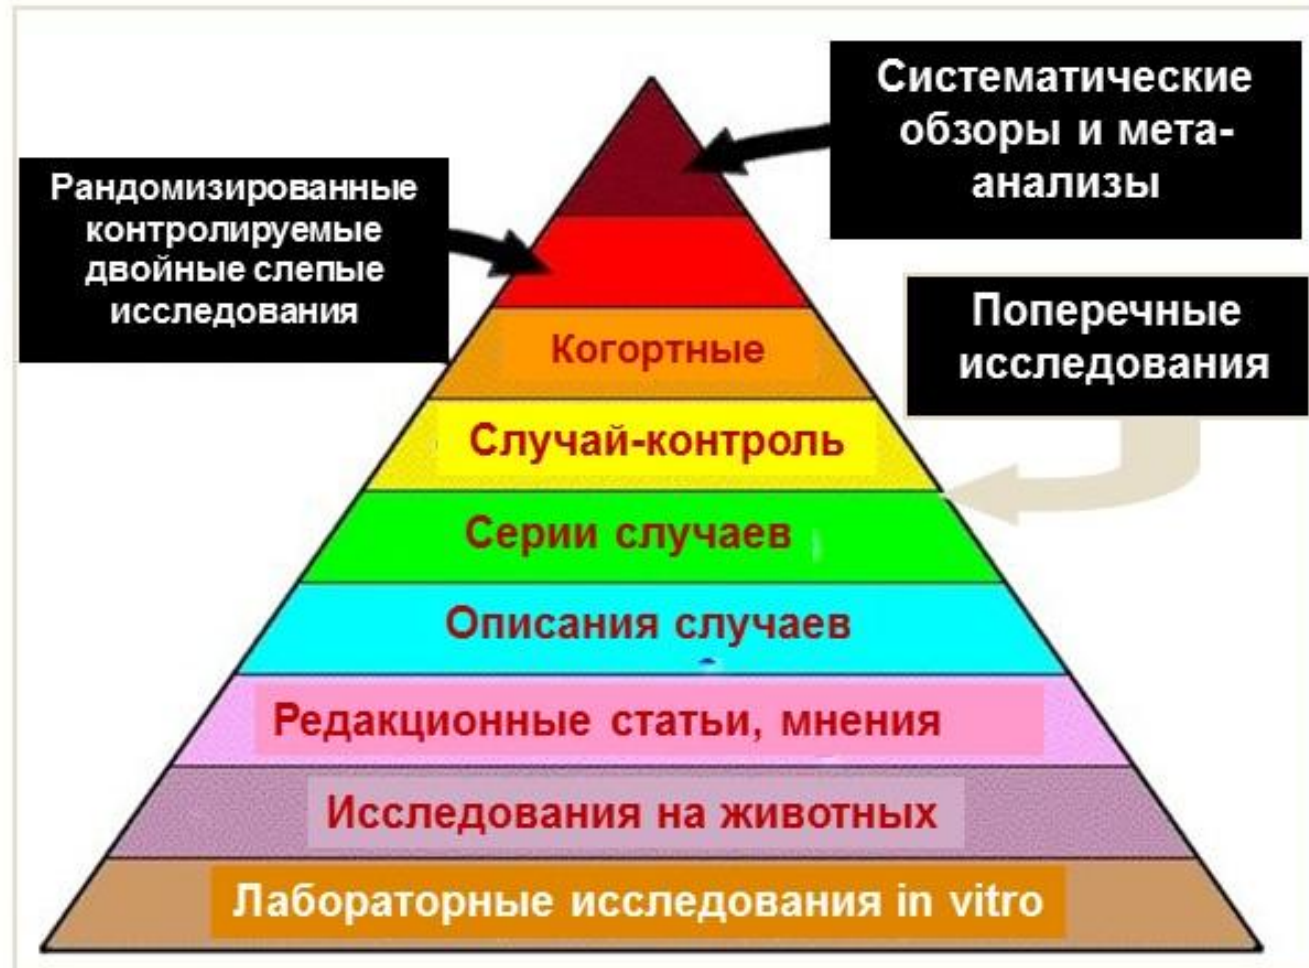 Систематические
обзоры и мета-
анализы
Рандомизированные
контролируемые
двойные слепые
исследования
Поперечные
исследования
Когортные
Случай-контроль
Серии случаев
Описания случаев
Редакционные статьи, мнения
Исследования на животных
Лабораторные исследования in vitro